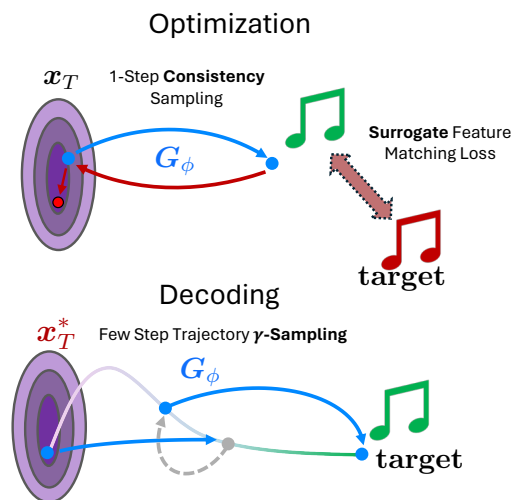 Optimization
x_T
1-Step Consistency
Sampling
G_ϕ
Surrogate Feature
Matching Loss
target
Decoding
x_T^*
Few Step Trajectory γ-Sampling
G_ϕ
target